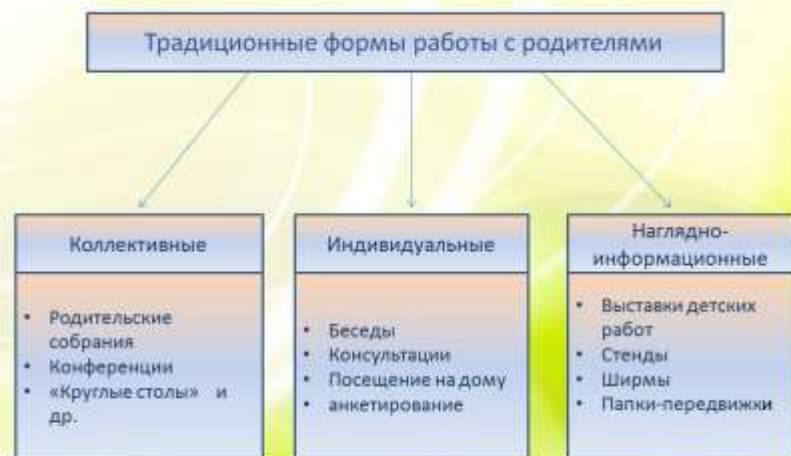 Традиционные формы работы с родителями
Коллективные
• Родительские
собрания
• Конференции
• «Круглые столы» и
др.
Индивидуальные
• Беседы
• Консультации
• Посещение на дому
• анкетирование
Наглядно-
информационные
• Выставки детских
работ
• Стенды
• Ширмы
• Папки-передвижки